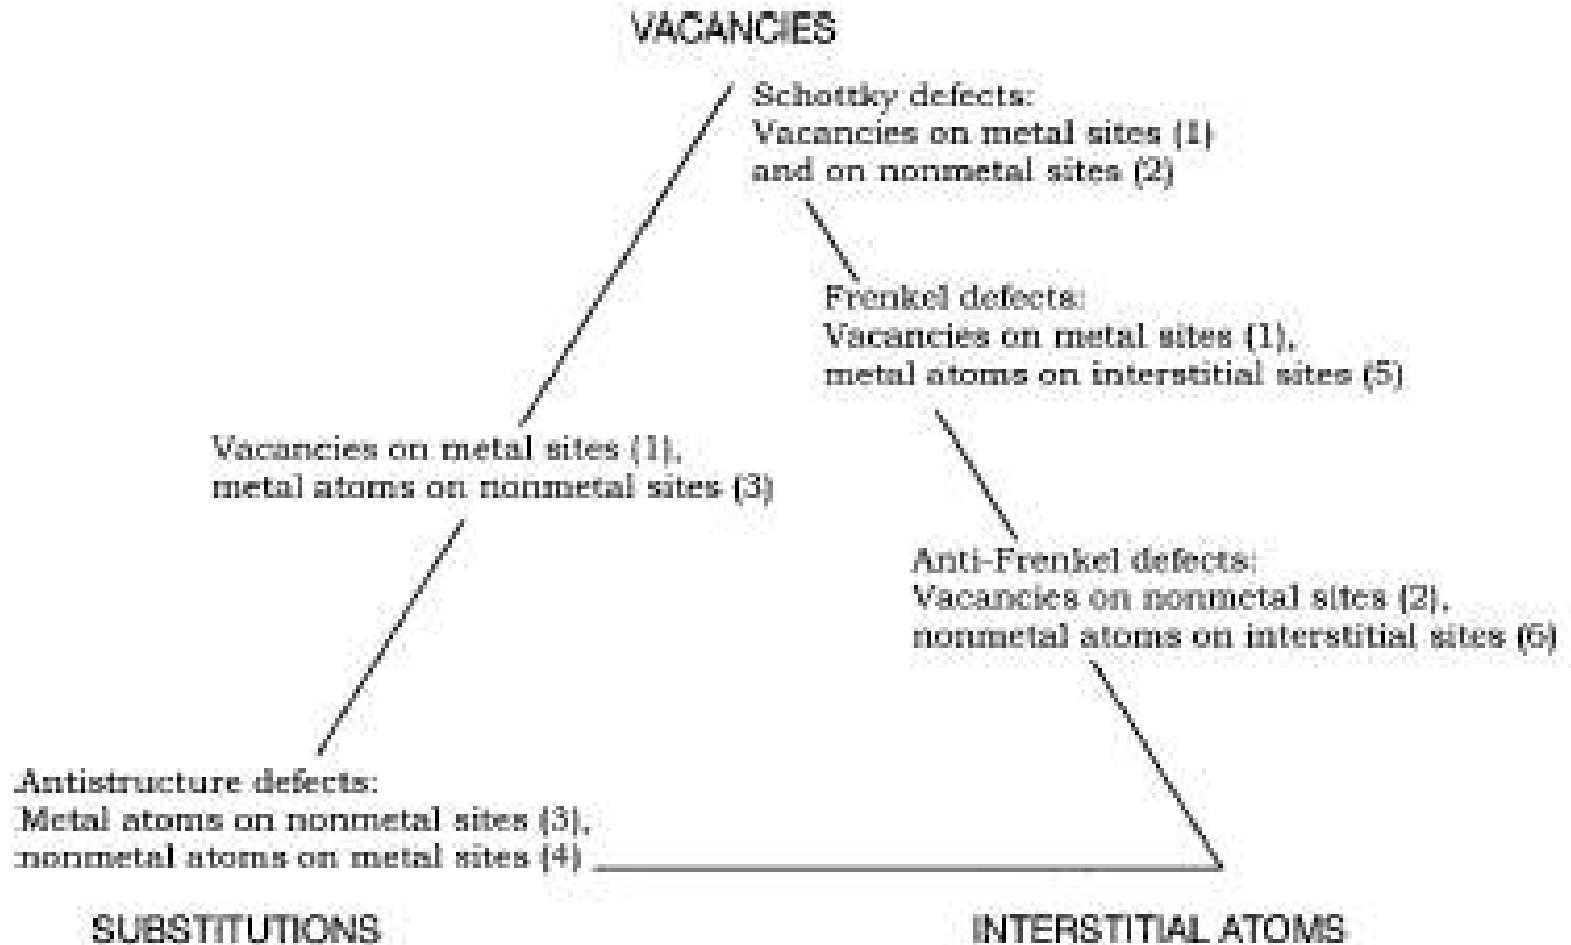 VACANCIES
Schottky defects:
Vacancies on metal sites (1)
and on nonmetal sites (2)
Frenkel defects:
Vacancies on metal sites (1),
metal atoms on interstitial sites (5)
Vacancies on metal sites (1),
metal atoms on nonmetal sites (3)
Anti-Frenkel defects:
Vacancies on nonmetal sites (2),
nonmetal atoms on interstitial sites (6)
Antistructure defects:
Metal atoms on nonmetal sites (3),
nonmetal atoms on metal sites (4)
SUBSTITUTIONS
INTERSTITIAL ATOMS